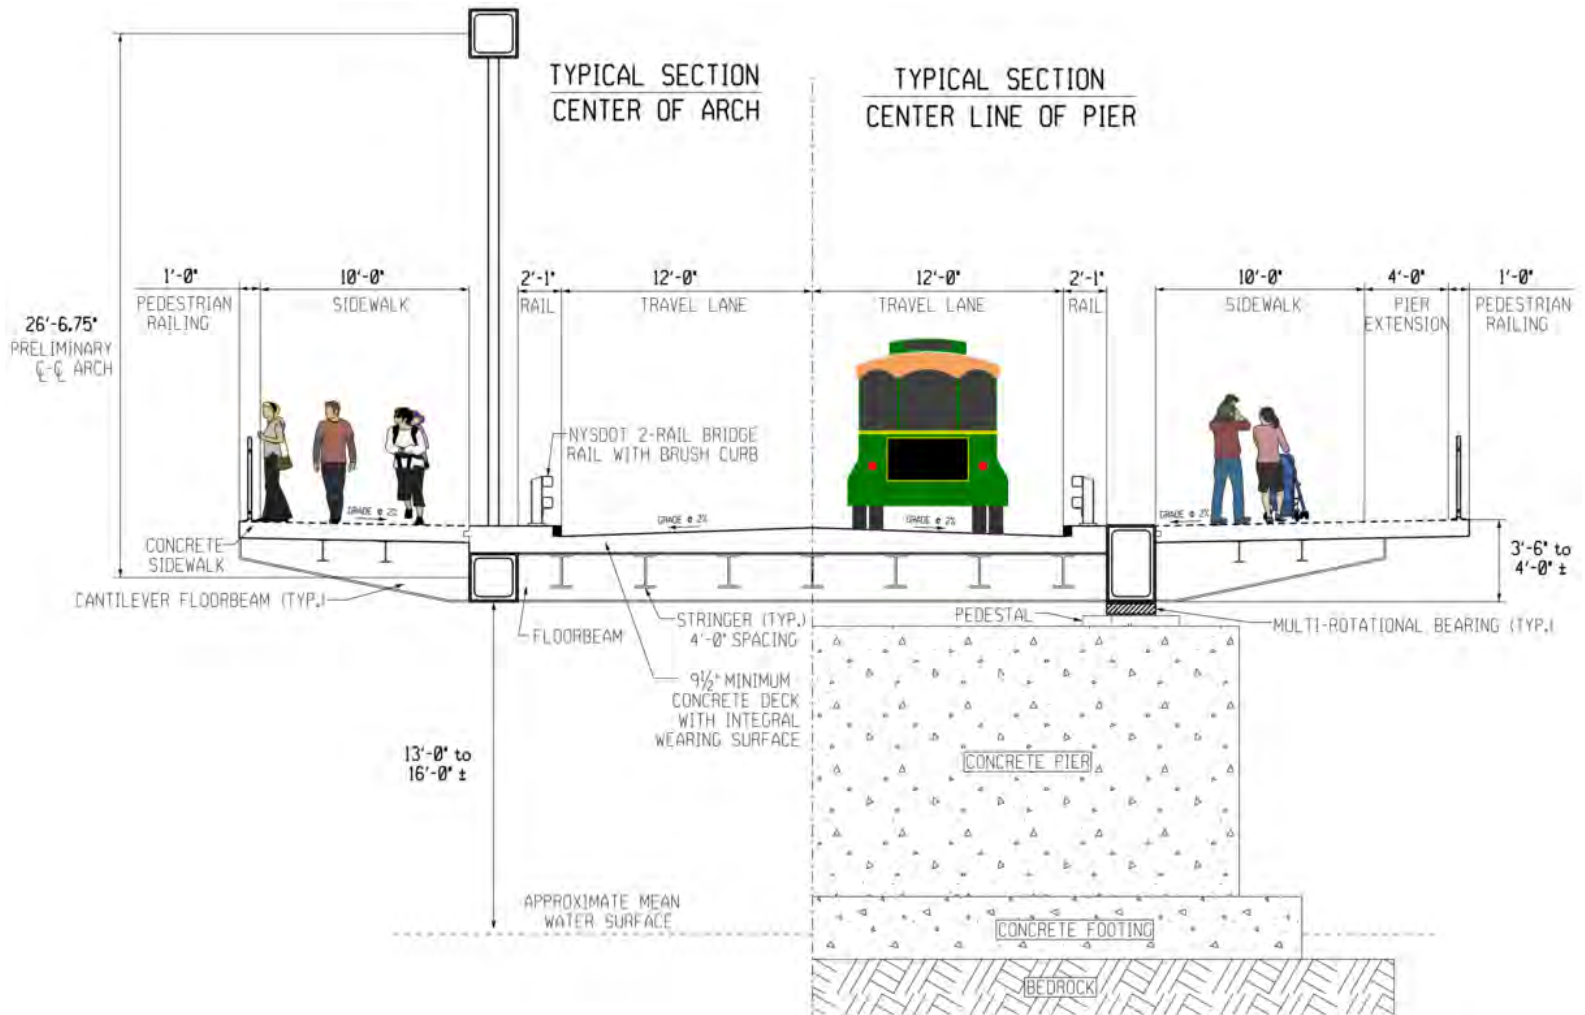 TYPICAL SECTION
CENTER OF ARCH
TYPICAL SECTION
CENTER LINE OF PIER
1'-0"
10'-0"
2'-1"
12'-0"
12'-0"
2'-1"
10'-0"
4'-0"
1'-0"
PEDESTRIAN
RAILING
SIDEWALK
RAIL
TRAVEL LANE
TRAVEL LANE
RAIL
SIDEWALK
PIER
EXTENSION
PEDESTRIAN
RAILING
26'-6.75"
PRELIMINARY
℄-℄ ARCH
NYSDOT 2-RAIL BRIDGE
RAIL WITH BRUSH CURB
GRADE @ 2%
GRADE @ 2%
GRADE @ 2%
GRADE @ 2%
CONCRETE
SIDEWALK
3'-6" to
4'-0" ±
CANTILEVER FLOORBEAM (TYP.)
FLOORBEAM
STRINGER (TYP.)
4'-0" SPACING
PEDESTAL
MULTI-ROTATIONAL BEARING (TYP.)
9½" MINIMUM
CONCRETE DECK
WITH INTEGRAL
WEARING SURFACE
13'-0" to
16'-0" ±
CONCRETE PIER
APPROXIMATE MEAN
WATER SURFACE
CONCRETE FOOTING
BEDROCK